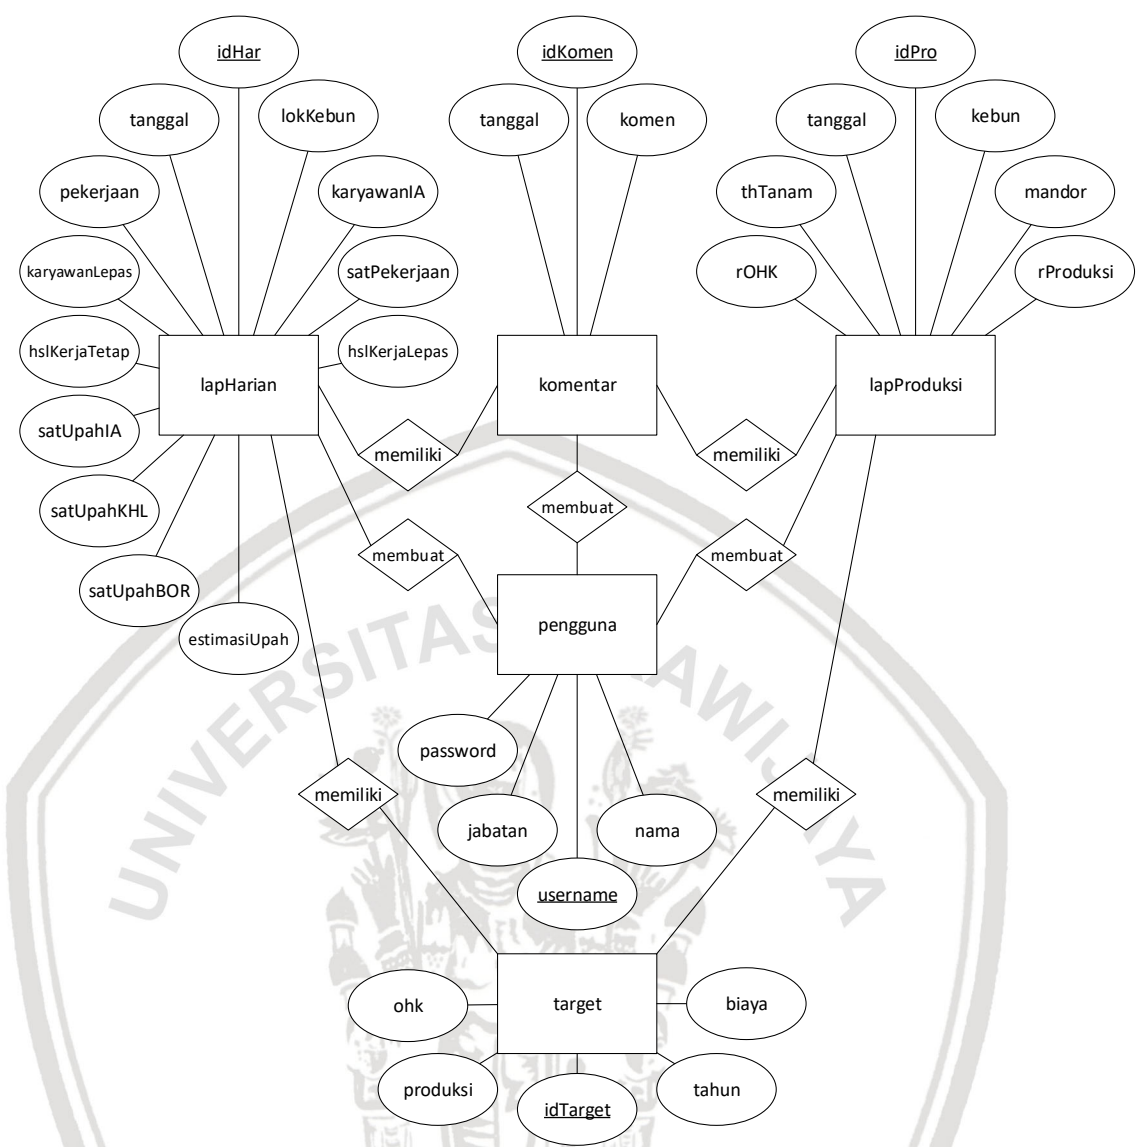 idHar
idKomen
idPro
tanggal
lokKebun
tanggal
komen
tanggal
kebun
pekerjaan
karyawanIA
thTanam
mandor
karyawanLepas
satPekerjaan
rOHK
rProduksi
hslKerjaTetap
hslKerjaLepas
lapHarian
komentar
lapProduksi
satUpahIA
memiliki
memiliki
satUpahKHL
membuat
membuat
membuat
satUpahBOR
estimasiUpah
pengguna
password
memiliki
memiliki
jabatan
nama
username
ohk
target
biaya
produksi
idTarget
tahun